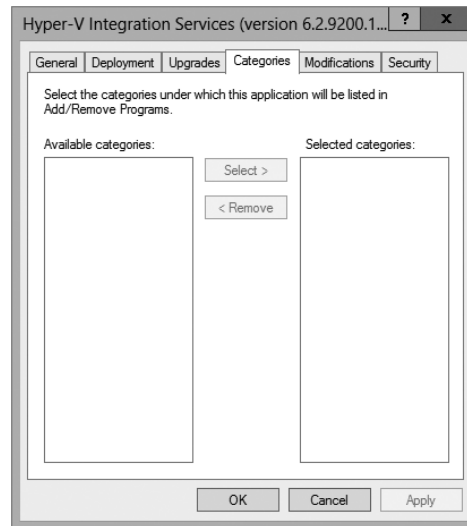 Hyper-V Integration Services (version 6.2.9200.1... ? x
General Deployment Upgrades Categories Modifications Security
Select the categories under which this application will be listed in
Add/Remove Programs.
Available categories: Selected categories:
Select >
< Remove
OK Cancel Apply